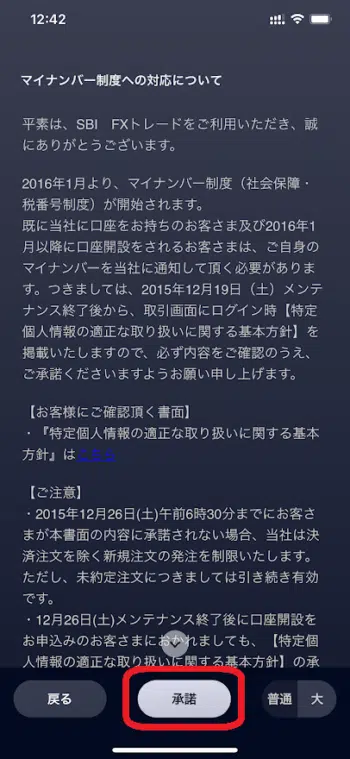 12:42
マイナンバー制度への対応について
平素は、SBI　FXトレードをご利用いただき、誠
にありがとうございます。
2016年1月より、マイナンバー制度（社会保障・
税番号制度）が開始されます。
既に当社に口座をお持ちのお客さま及び2016年1
月以降に口座開設をされるお客さまは、ご自身の
マイナンバーを当社に通知して頂く必要がありま
す。つきましては、2015年12月19日（土）メンテ
ナンス終了後から、取引画面にログイン時【特定
個人情報の適正な取り扱いに関する基本方針】を
掲載いたしますので、必ず内容をご確認のうえ、
ご承諾くださいますようお願い申し上げます。
【お客様にご確認頂く書面】
・『特定個人情報の適正な取り扱いに関する基本
方針』はこちら
【ご注意】
・2015年12月26日(土)午前6時30分までにお客さ
まが本書面の内容に承諾されない場合、当社は決
済注文を除く新規注文の発注を制限いたします。
ただし、未約定注文につきましては引き続き有効
です。
・12月26日(土)メンテナンス終了後に口座開設を
お申込みのお客さまにおかれましても、【特定個
人情報の適正な取り扱いに関する基本方針】の承
戻る
承諾
普通
大